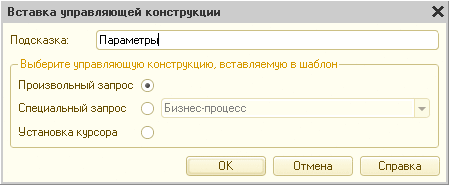 Вставка управляющей конструкции
Подсказка: Параметры
Выберите управляющую конструкцию, вставляемую в шаблон
Произвольный запрос
Специальный запрос Бизнес-процесс
Установка курсора
OK Отмена Справка